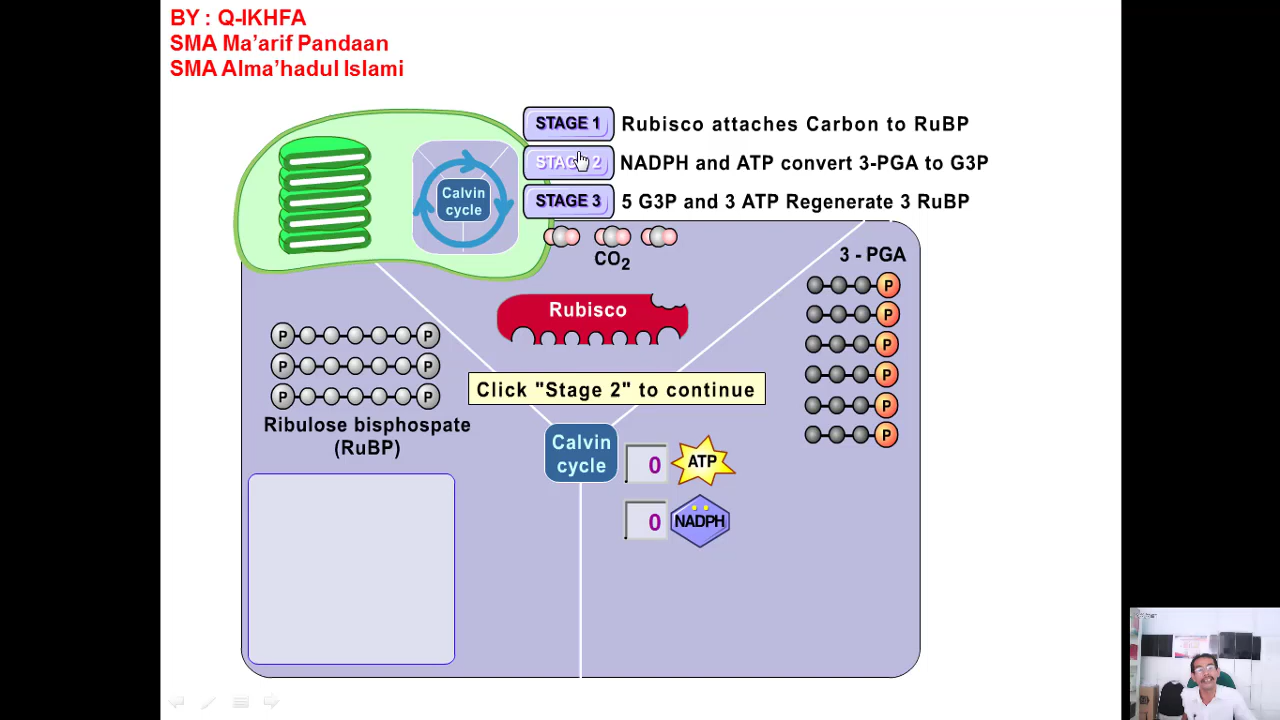 BY : Q-IKHFA
SMA Ma’arif Pandaan
SMA Alma’hadul Islami
STAGE 1 Rubisco attaches Carbon to RuBP
STAGE 2 NADPH and ATP convert 3-PGA to G3P
STAGE 3 5 G3P and 3 ATP Regenerate 3 RuBP
Calvin
cycle
CO2
3 - PGA
Rubisco
P
P
P
P
P
P
P P
P P
P P
Ribulose bisphospate
(RuBP)
Click "Stage 2" to continue
Calvin
cycle
0 ATP
0 NADPH